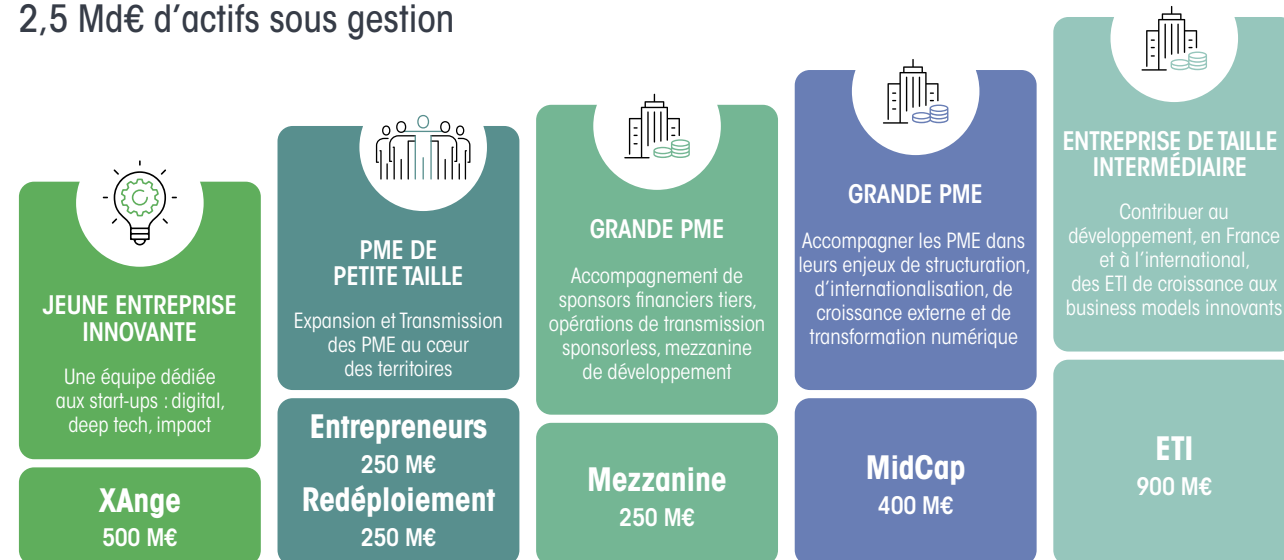 2,5 Md€ d’actifs sous gestion
JEUNE ENTREPRISE
INNOVANTE
Une équipe dédiée
aux start-ups : digital,
deep tech, impact
XAnge
500 M€
PME DE
PETITE TAILLE
Expansion et Transmission
des PME au cœur
des territoires
Entrepreneurs
250 M€
Redéploiement
250 M€
GRANDE PME
Accompagnement de
sponsors financiers tiers,
opérations de transmission
sponsorless, mezzanine
de développement
Mezzanine
250 M€
GRANDE PME
Accompagner les PME dans
leurs enjeux de structuration,
d’internationalisation, de
croissance externe et de
transformation numérique
MidCap
400 M€
ENTREPRISE DE TAILLE
INTERMÉDIAIRE
Contribuer au
développement, en France
et à l’international,
des ETI de croissance aux
business models innovants
ETI
900 M€